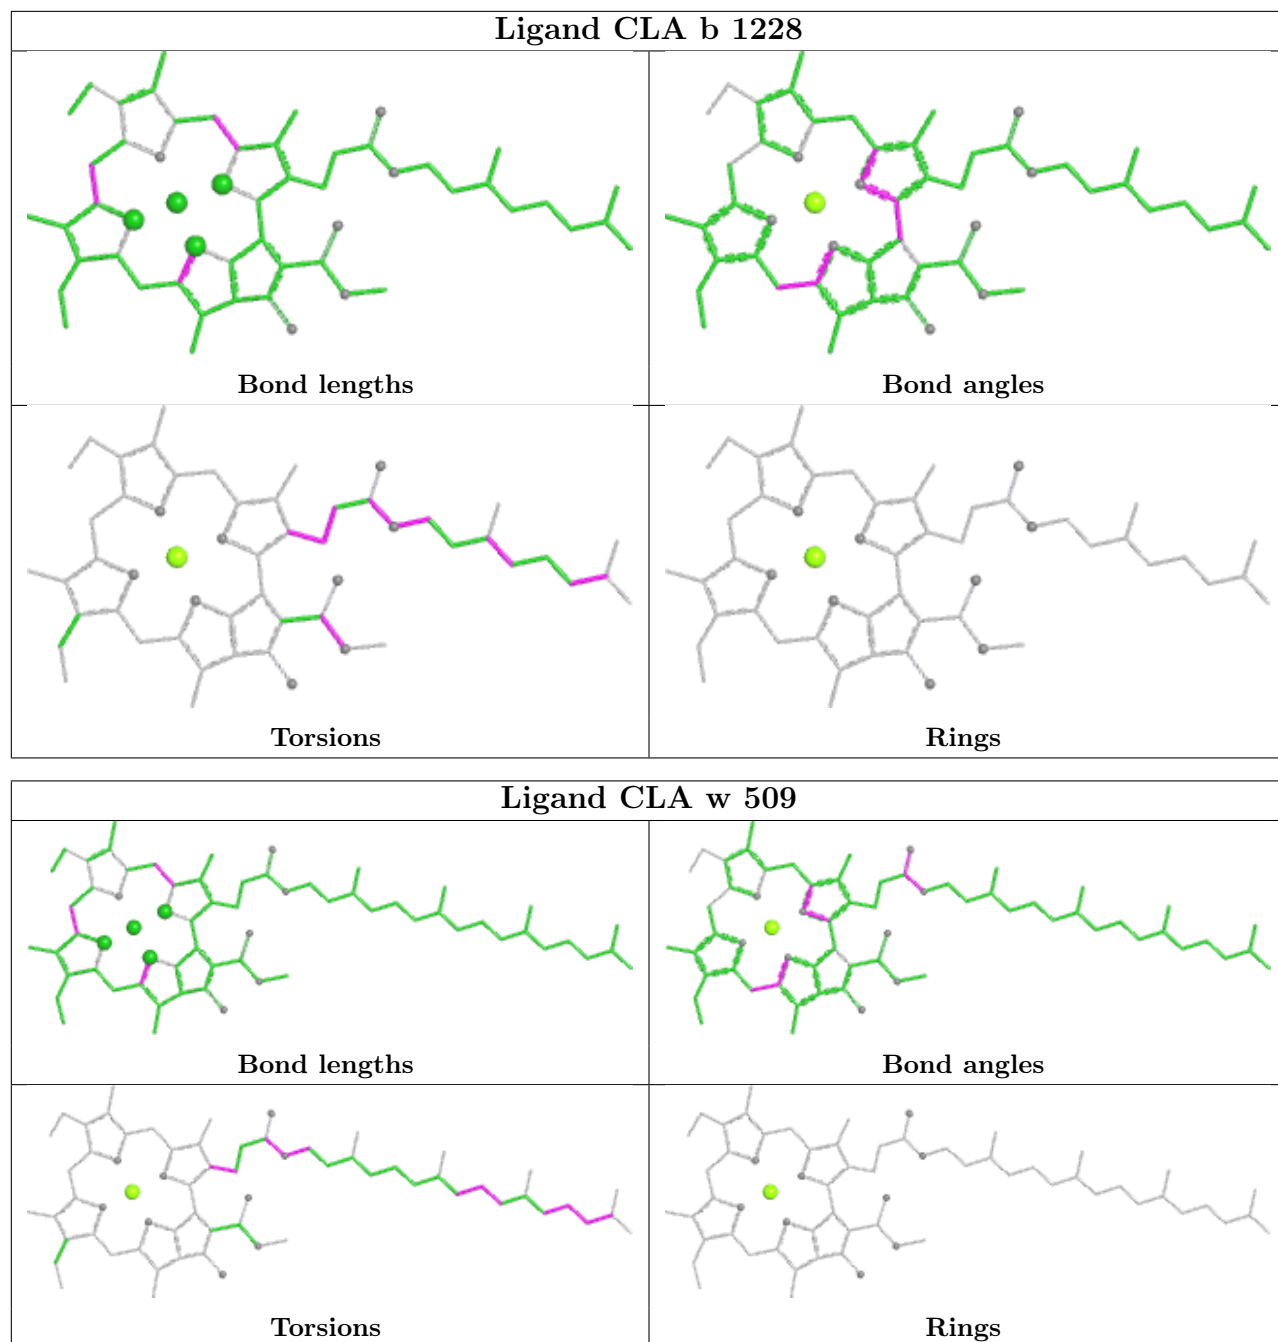 Ligand CLA b 1228
Bond lengths
Bond angles
Torsions
Rings
Ligand CLA w 509
Bond lengths
Bond angles
Torsions
Rings